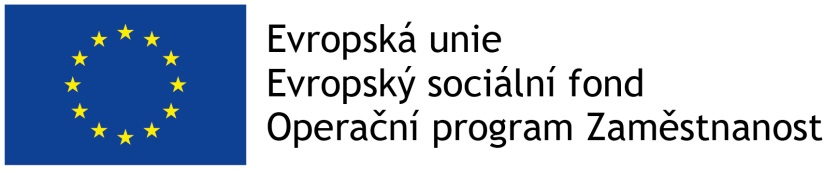 Evropská unie
Evropský sociální fond
Operační program Zaměstnanost